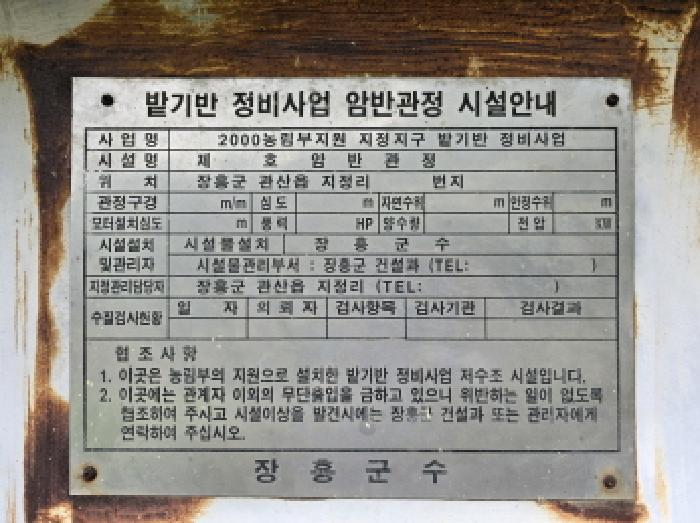 밭기반 정비사업 암반관정 시설안내
사업명 2000농림부지원 지정지구 밭기반 정비사업
시설명 제 호 암반관정
위치 장흥군 관산읍 지정리 번지
관정구경 m/m 심도 m 자연수위 m 안정수위 m
모터설치심도 m 동력 HP 양수량 전압 KW
시설설치 시설물설치 장흥군수
및관리자 시설물관리부서 : 장흥군 건설과 (TEL: )
지정관리담당자 장흥군 관산읍 지정리 (TEL: )
수질검사현황 일자 의뢰자 검사항목 검사기관 검사결과
협조사항
1. 이곳은 농림부의 지원으로 설치한 밭기반 정비사업 저수조 시설입니다.
2. 이곳에는 관계자 이외의 무단출입을 금하고 있으니 위반하는 일이 없도록
협조하여 주시고 시설이상을 발견시에는 장흥군 건설과 또는 관리자에게
연락하여 주십시오.
장흥군수